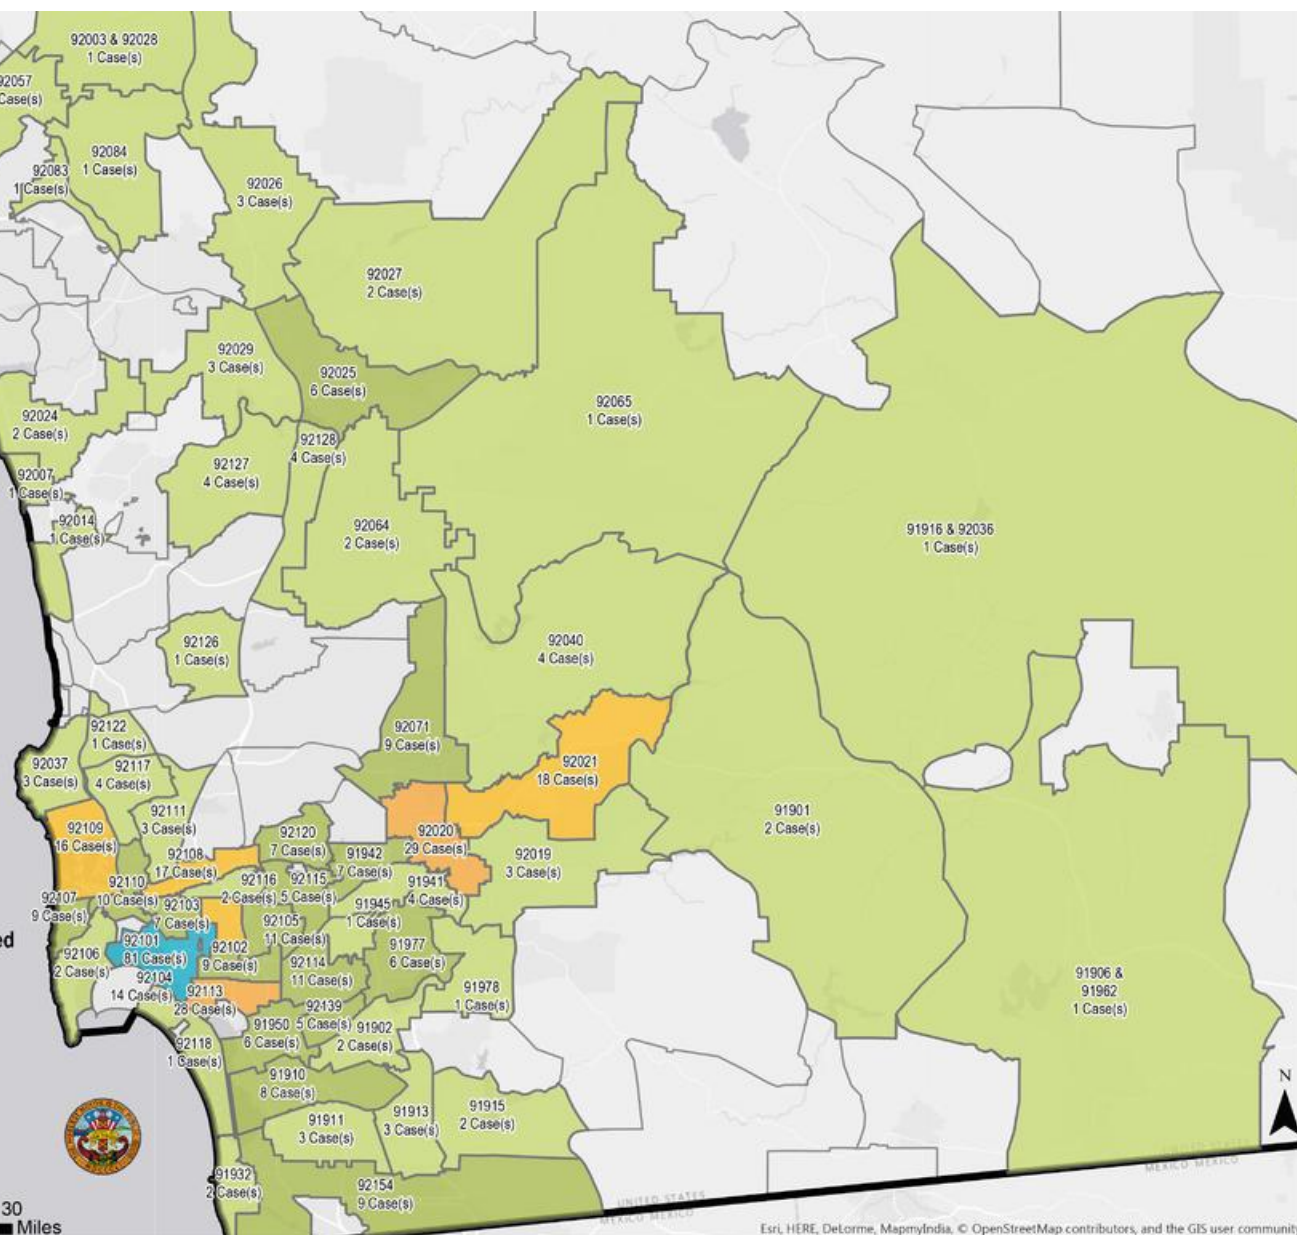 92003 & 92028
1 Case(s)
92057
Case(s)
92084
1 Case(s)
92083
1 Case(s)
92026
3 Case(s)
92027
2 Case(s)
92029
3 Case(s)
92025
6 Case(s)
92065
1 Case(s)
92024
2 Case(s)
92128
4 Case(s)
92127
4 Case(s)
92007
1 Case(s)
92014
1 Case(s)
92064
2 Case(s)
91916 & 92036
1 Case(s)
92126
1 Case(s)
92040
4 Case(s)
92122
1 Case(s)
92071
9 Case(s)
92037
3 Case(s)
92117
4 Case(s)
92021
18 Case(s)
92111
3 Case(s)
91901
2 Case(s)
92109
16 Case(s)
92120
7 Case(s)
92020
29 Case(s)
92108
17 Case(s)
91942
7 Case(s)
92019
3 Case(s)
92110
10 Case(s)
92116
2 Case(s)
92115
5 Case(s)
91941
4 Case(s)
92107
9 Case(s)
92103
7 Case(s)
91945
1 Case(s)
92105
11 Case(s)
ed
92101
81 Case(s)
92102
9 Case(s)
91977
6 Case(s)
92106
2 Case(s)
92114
11 Case(s)
92104
14 Case(s)
92113
28 Case(s)
91978
1 Case(s)
91906 &
91962
1 Case(s)
92139
5 Case(s)
91950
6 Case(s)
91902
2 Case(s)
92118
1 Case(s)
91910
8 Case(s)
N
91911
3 Case(s)
91913
3 Case(s)
91915
2 Case(s)
91932
2 Case(s)
92154
9 Case(s)
UNITED STATES
MEXICO MEXICO
UNITED STATES
MEXICO MEXICO
30
Miles
Esri, HERE, DeLorme, MapmyIndia, © OpenStreetMap contributors, and the GIS user community